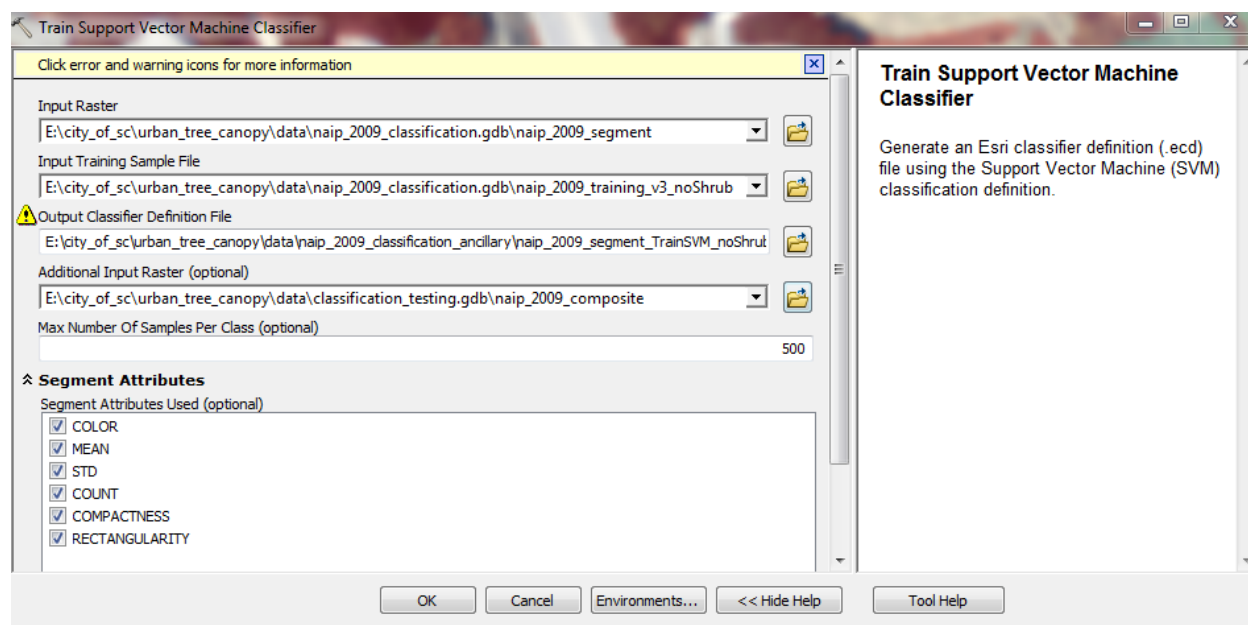 Train Support Vector Machine Classifier
Click error and warning icons for more information
Input Raster
E:\city_of_sc\urban_tree_canopy\data\naip_2009_classification.gdb\naip_2009_segment
Input Training Sample File
E:\city_of_sc\urban_tree_canopy\data\naip_2009_classification.gdb\naip_2009_training_v3_noShrub
Output Classifier Definition File
E:\city_of_sc\urban_tree_canopy\data\naip_2009_classification_ancillary\naip_2009_segment_TrainSVM_noShrub
Additional Input Raster (optional)
E:\city_of_sc\urban_tree_canopy\data\classification_testing.gdb\naip_2009_composite
Max Number Of Samples Per Class (optional)
500
Segment Attributes
Segment Attributes Used (optional)
COLOR
MEAN
STD
COUNT
COMPACTNESS
RECTANGULARITY
OK
Cancel
Environments...
<< Hide Help
Tool Help
Train Support Vector Machine
Classifier
Generate an Esri classifier definition (.ecd)
file using the Support Vector Machine (SVM)
classification definition.